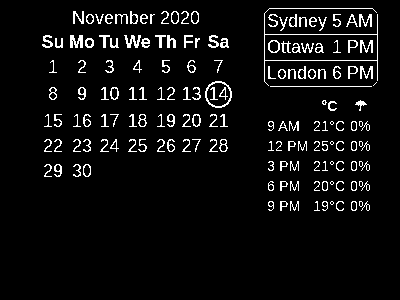 November 2020
Su Mo Tu We Th Fr Sa
1 2 3 4 5 6 7
8 9 10 11 12 13 14
15 16 17 18 19 20 21
22 23 24 25 26 27 28
29 30
Sydney 5 AM
Ottawa 1 PM
London 6 PM
°C ☂
9 AM 21°C 0%
12 PM 25°C 0%
3 PM 21°C 0%
6 PM 20°C 0%
9 PM 19°C 0%